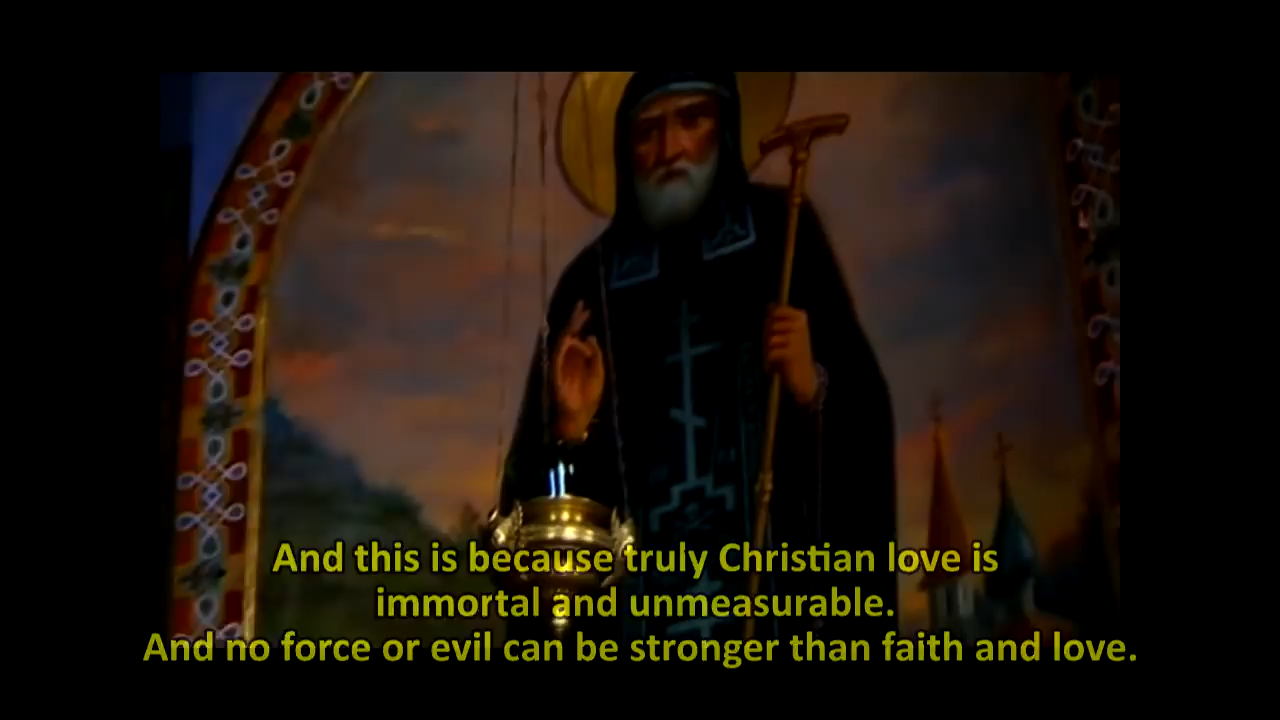 And this is because truly Christian love is
immortal and unmeasurable.
And no force or evil can be stronger than faith and love.